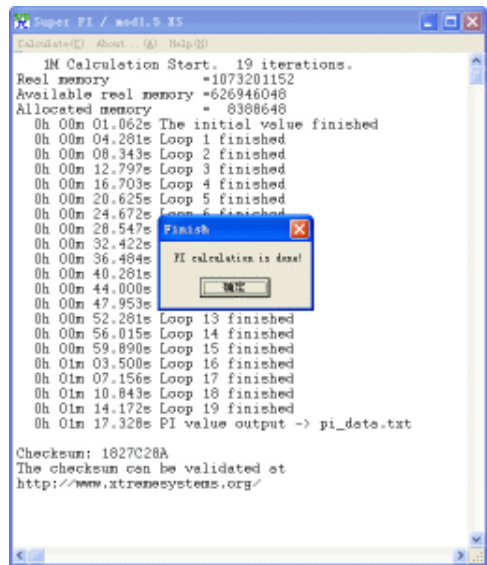 Super PI / mod1.5 XS
Calculate(C) About...(A) Help(H)
1M Calculation Start. 19 iterations.
Real memory =1073201152
Available real memory =626946048
Allocated memory = 8388648
0h 00m 01.062s The initial value finished
0h 00m 04.281s Loop 1 finished
0h 00m 08.343s Loop 2 finished
0h 00m 12.797s Loop 3 finished
0h 00m 16.703s Loop 4 finished
0h 00m 20.625s Loop 5 finished
0h 00m 24.672s Loop 6 finished
0h 00m 28.547s
0h 00m 32.422s
0h 00m 36.484s
0h 00m 40.281s
0h 00m 44.000s
0h 00m 47.953s
Finish
PI calculation is done!
确定
0h 00m 52.281s Loop 13 finished
0h 00m 56.015s Loop 14 finished
0h 00m 59.890s Loop 15 finished
0h 01m 03.500s Loop 16 finished
0h 01m 07.156s Loop 17 finished
0h 01m 10.843s Loop 18 finished
0h 01m 14.172s Loop 19 finished
0h 01m 17.328s PI value output -> pi_data.txt
Checksum: 1827C28A
The checksum can be validated at
http://www.xtremesystems.org/